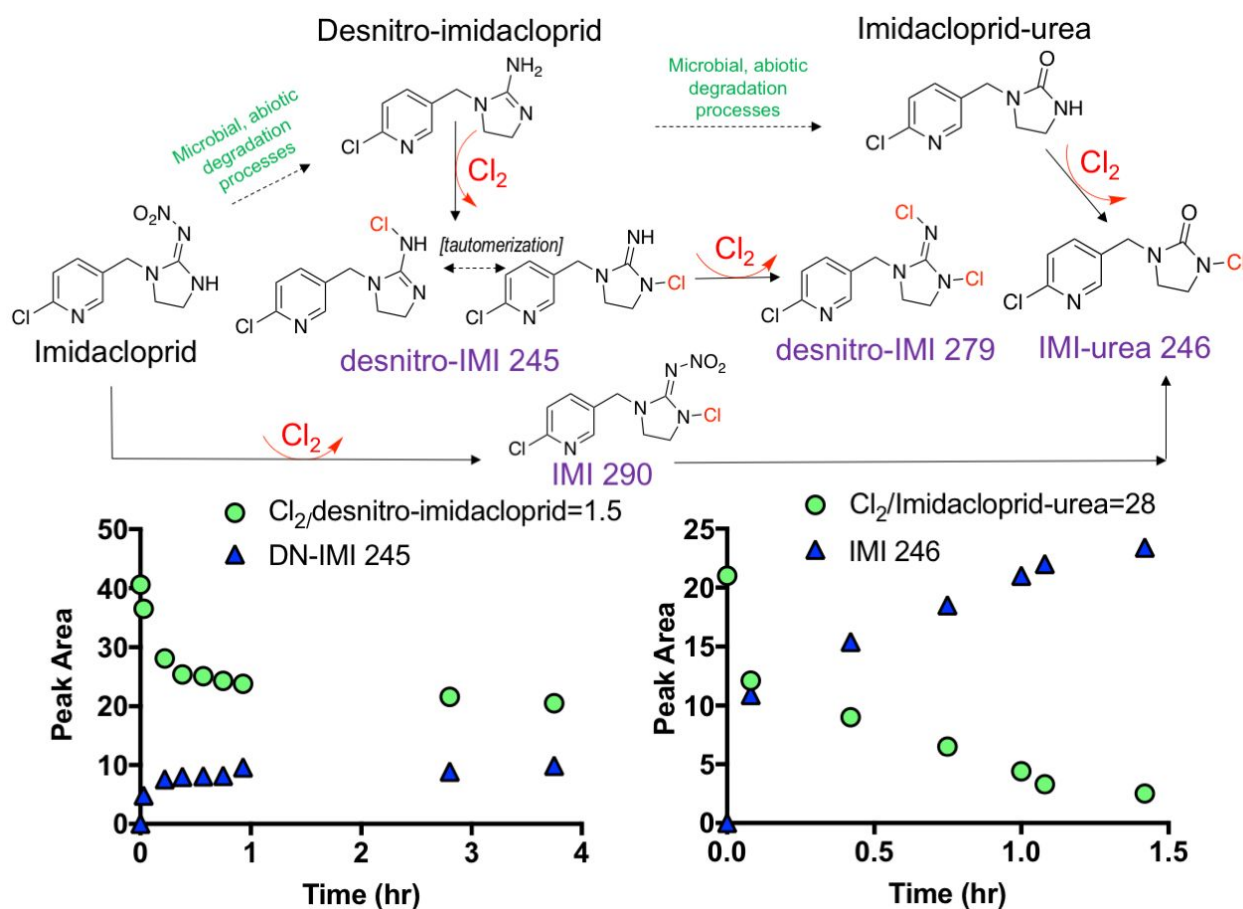 Desnitro-imidacloprid
Imidacloprid-urea
NH₂
N
N
Cl
N
Microbial, abiotic
degradation
processes
Microbial, abiotic
degradation
processes
O
N
NH
Cl
N
Cl₂
Cl₂
O₂N
N
N
NH
Cl
N
Imidacloprid
Cl
NH
N
N
Cl
N
[tautomerization]
NH
N
N
Cl
Cl
N
desnitro-IMI 245
Cl₂
Cl
N
N
N
Cl
Cl
N
desnitro-IMI 279
O
N
N
Cl
Cl
N
IMI-urea 246
Cl₂
N
NO₂
N
N
Cl
Cl
N
IMI 290
Cl₂/desnitro-imidacloprid=1.5
DN-IMI 245
Peak Area
50
40
30
20
10
0
0
1
2
3
4
Time (hr)
Cl₂/Imidacloprid-urea=28
IMI 246
Peak Area
25
20
15
10
5
0
0.0
0.5
1.0
1.5
Time (hr)